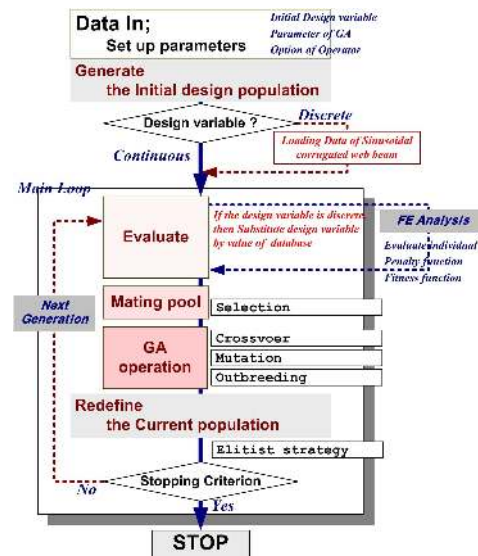 Data In;
Set up parameters
Initial Design variable
Parameter of GA
Option of Operator
Generate
the Initial design population
Design variable ?
Discrete
Continuous
Loading Data of Sinusoidal
corrugated web beam
Main Loop
Evaluate
If the design variable is discrete,
then Substitute design variable
by value of database
FE Analysis
Evaluate individual
Penalty function
Fitness function
Next
Generation
Mating pool
Selection
GA
operation
Crossvoer
Mutation
Outbreeding
Redefine
the Current population
Elitist strategy
Stopping Criterion
No
Yes
STOP